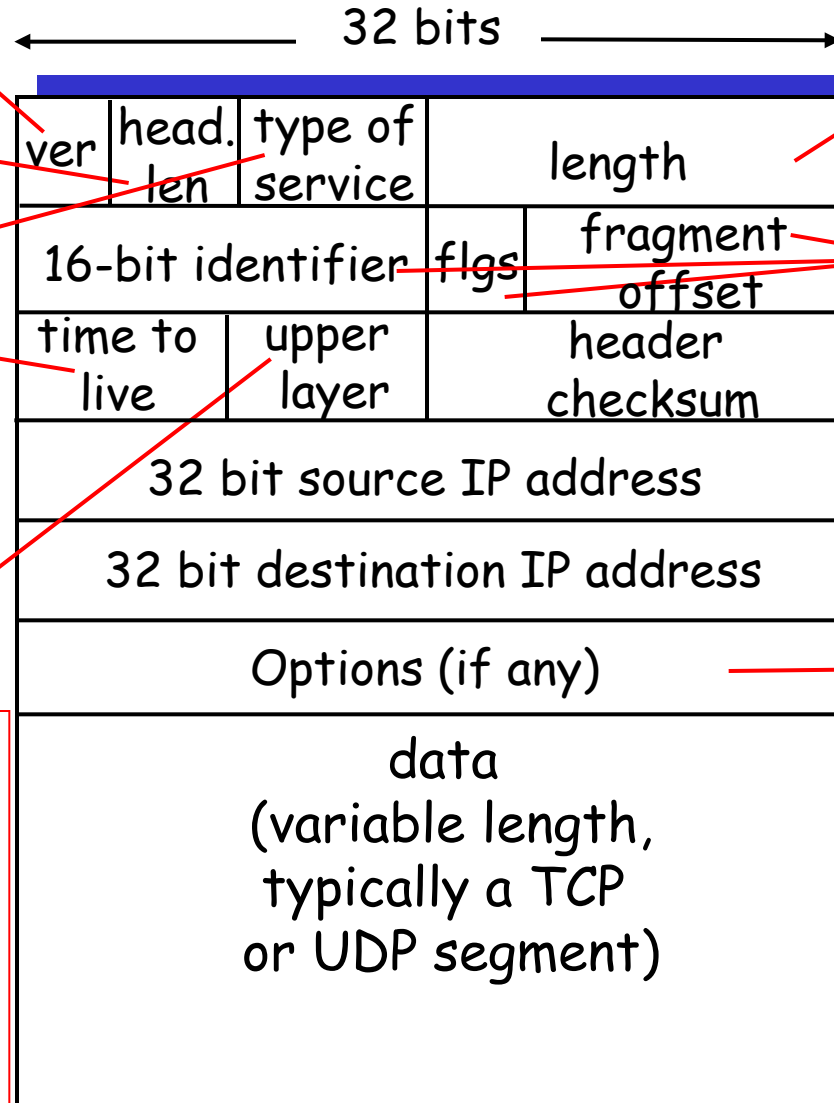 32 bits
ver
head.
len
type of
service
length
16-bit identifier
flgs
fragment
offset
time to
live
upper
layer
header
checksum
32 bit source IP address
32 bit destination IP address
Options (if any)
data
(variable length,
typically a TCP
or UDP segment)